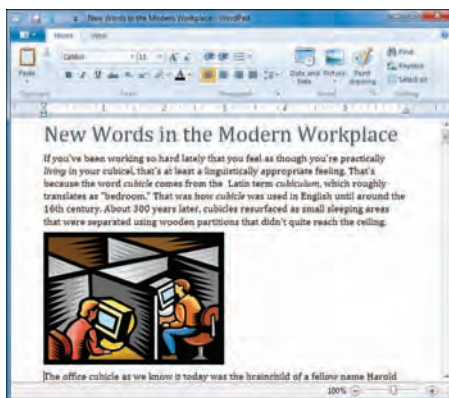 New Words in the Modern Workplace - WordPad
Home View
Calibri 11
Paste
Date and time
Picture
Paint drawing
Find
Replace
Select all
Clipboard Font Paragraph Insert Editing
New Words in the Modern Workplace
If you've been working so hard lately that you feel as though you're practically
living in your cubicel, that's at least a linguistically appropriate feeling. That's
because the word cubicle comes from the Latin term cubiculum, which roughly
translates as "bedroom." That was how cubicle was used in English until around the
16th century. About 300 years later, cubicles resurfaced as small sleeping areas
that were separated using wooden partitions that didn't quite reach the ceiling.
The office cubicle as we know it today was the brainchild of a fellow name Harold
100%